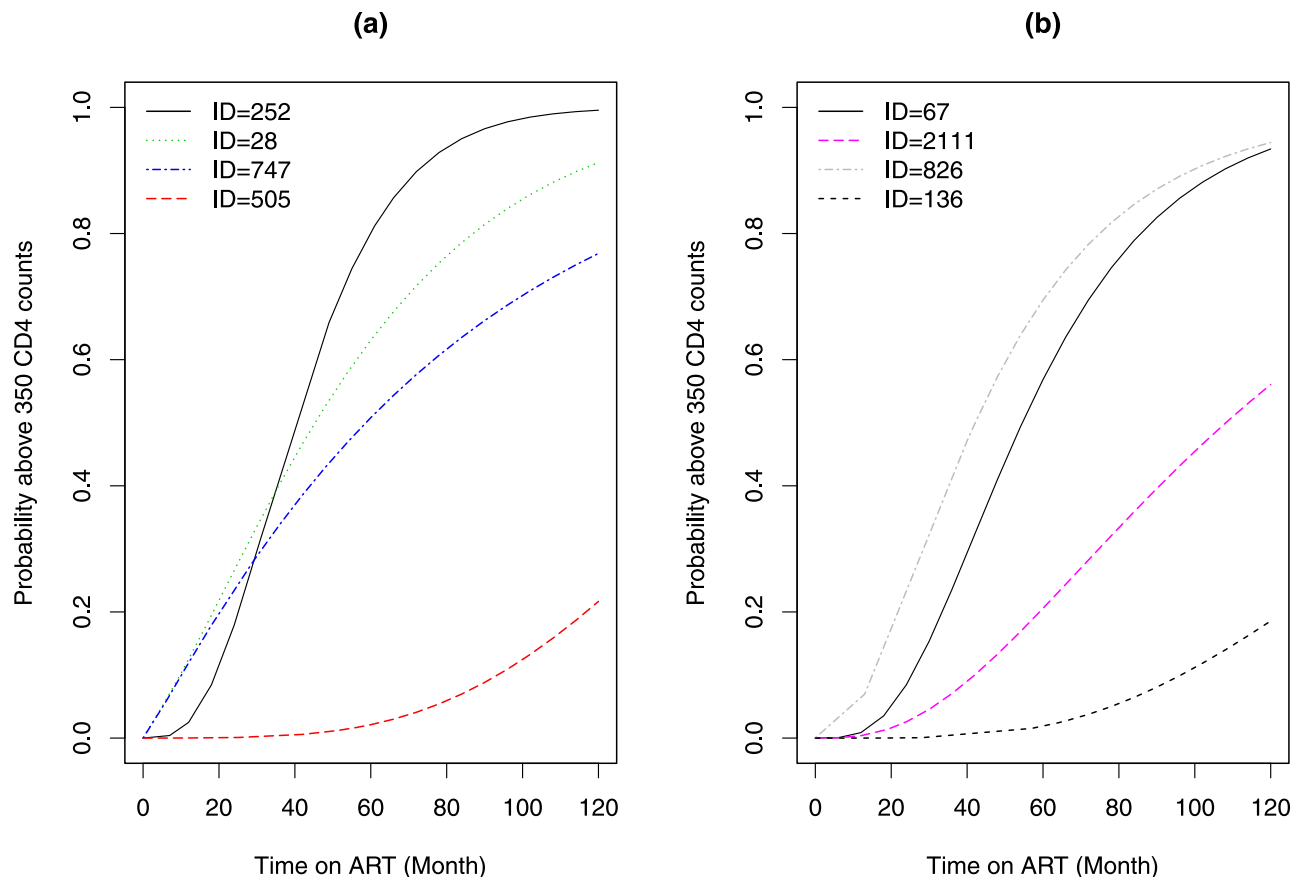 (a)
ID=252
ID=28
ID=747
ID=505
1.0
0.8
0.6
0.4
0.2
0.0
Probability above 350 CD4 counts
0 20 40 60 80 100 120
Time on ART (Month)
(b)
ID=67
ID=2111
ID=826
ID=136
1.0
0.8
0.6
0.4
0.2
0.0
Probability above 350 CD4 counts
0 20 40 60 80 100 120
Time on ART (Month)